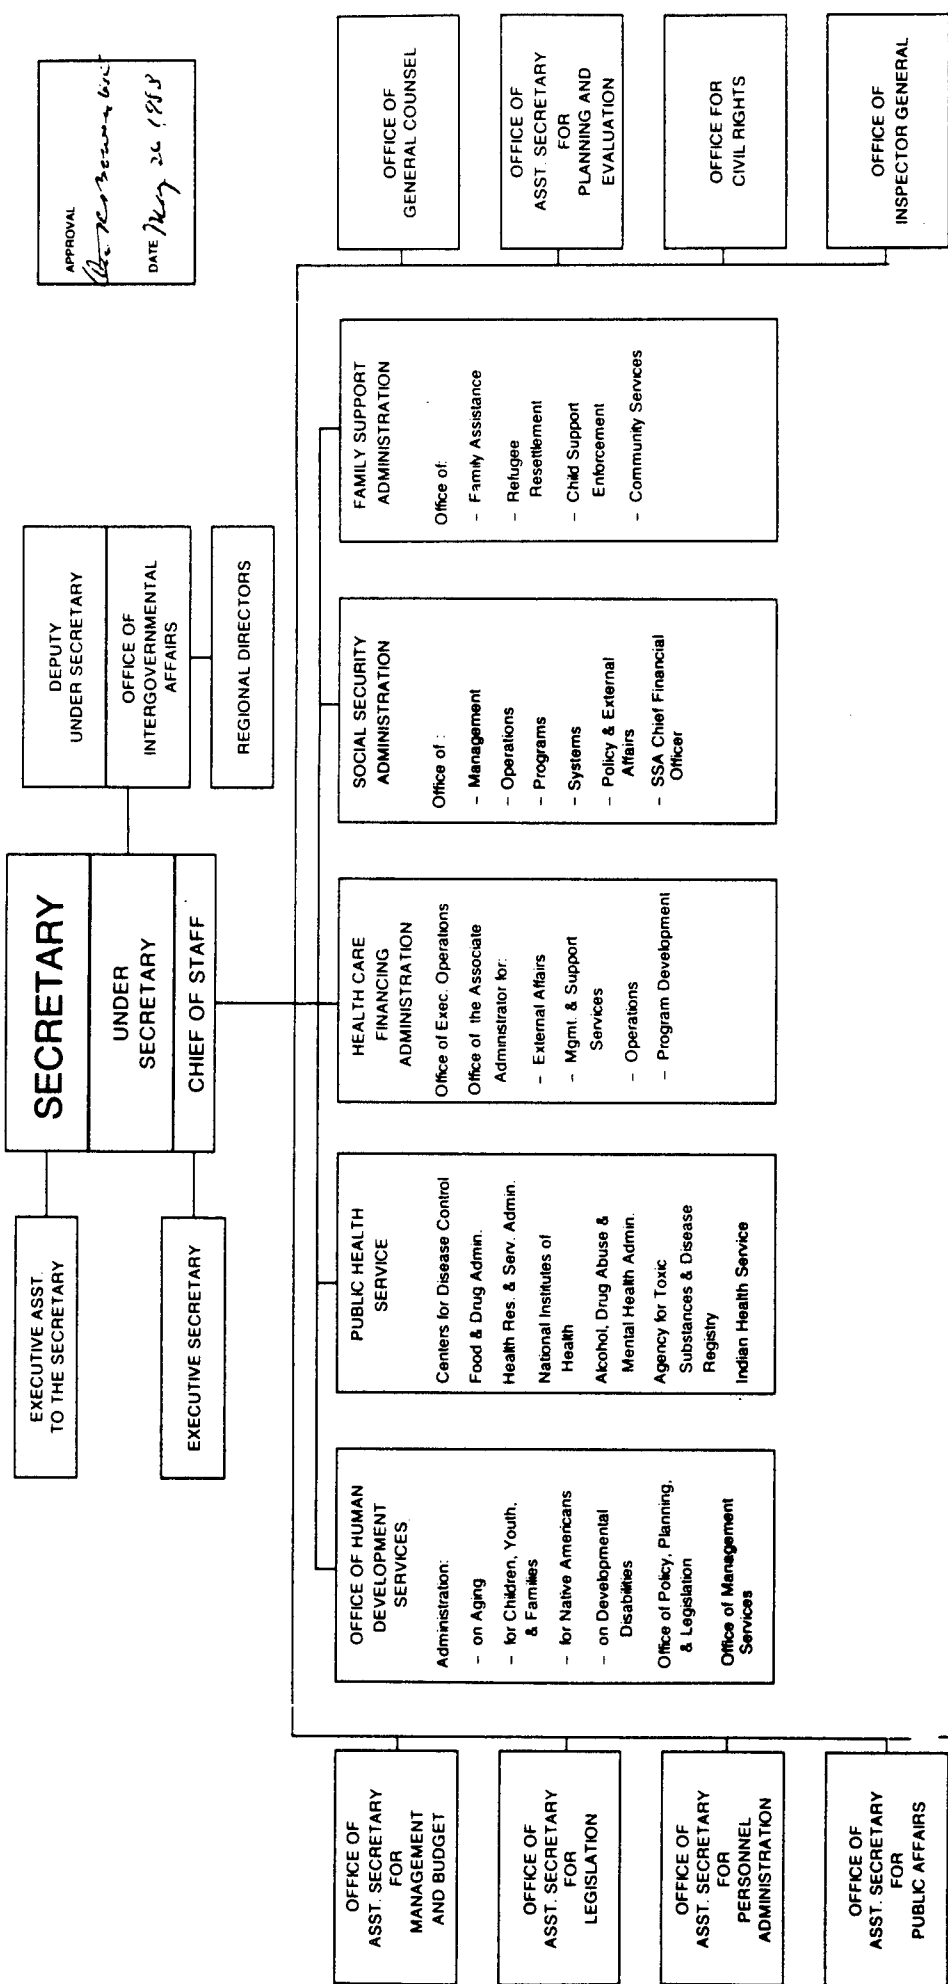 APPROVAL
DATE May 26 1988
EXECUTIVE ASST.
TO THE SECRETARY
EXECUTIVE SECRETARY
SECRETARY
UNDER
SECRETARY
CHIEF OF STAFF
DEPUTY
UNDER SECRETARY
OFFICE OF
INTERGOVERNMENTAL
AFFAIRS
REGIONAL DIRECTORS
OFFICE OF
ASST. SECRETARY
FOR
MANAGEMENT
AND BUDGET
OFFICE OF
ASST. SECRETARY
FOR
LEGISLATION
OFFICE OF
ASST. SECRETARY
FOR
PERSONNEL
ADMINISTRATION
OFFICE OF
ASST. SECRETARY
FOR
PUBLIC AFFAIRS
OFFICE OF HUMAN
DEVELOPMENT
SERVICES
Administration:
- on Aging
- for Children, Youth,
& Families
- for Native Americans
- on Developmental
Disabilities
Office of Policy, Planning,
& Legislation
Office of Management
Services
PUBLIC HEALTH
SERVICE
Centers for Disease Control
Food & Drug Admin.
Health Res. & Serv. Admin.
National Institutes of
Health
Alcohol, Drug Abuse &
Mental Health Admin.
Agency for Toxic
Substances & Disease
Registry
Indian Health Service
HEALTH CARE
FINANCING
ADMINISTRATION
Office of Exec. Operations
Office of the Associate
Administrator for:
- External Affairs
- Mgmt. & Support
Services
- Operations
- Program Development
SOCIAL SECURITY
ADMINISTRATION
Office of :
- Management
- Operations
- Programs
- Systems
- Policy & External
Affairs
- SSA Chief Financial
Officer
FAMILY SUPPORT
ADMINISTRATION
Office of:
- Family Assistance
- Refugee
Resettlement
- Child Support
Enforcement
- Community Services
OFFICE OF
GENERAL COUNSEL
OFFICE OF
ASST. SECRETARY
FOR
PLANNING AND
EVALUATION
OFFICE FOR
CIVIL RIGHTS
OFFICE OF
INSPECTOR GENERAL